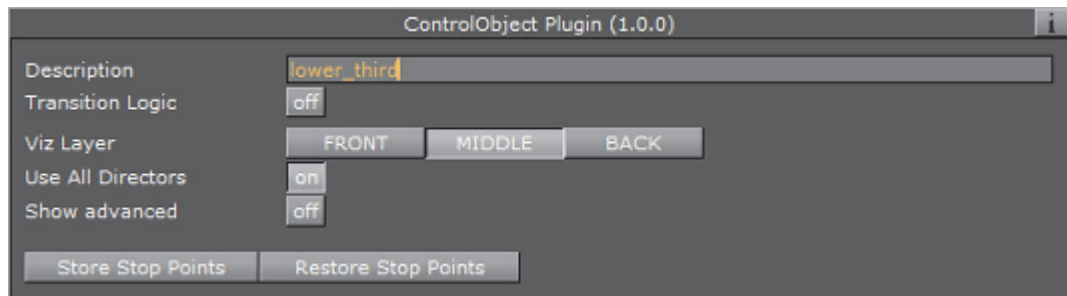 ControlObject Plugin (1.0.0) i
Description lower_third
Transition Logic off
Viz Layer FRONT MIDDLE BACK
Use All Directors on
Show advanced off
Store Stop Points Restore Stop Points